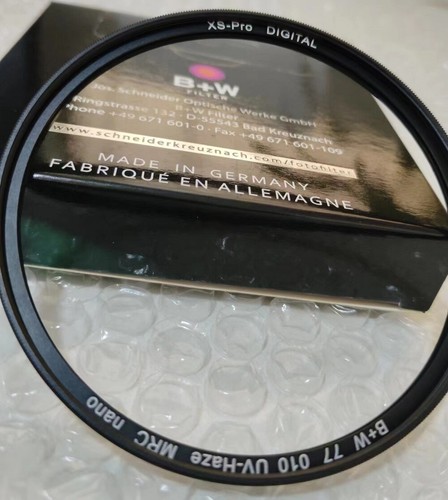 XS-Pro DIGITAL
B+W
FILTER
Jos. Schneider Optische Werke GmbH
B+W Filter
Ringstrasse 132 · D-55543 Bad Kreuznach
Phone +49 671 601-0 · Fax +49 671 601-109
www.schneiderkreuznach.com/fotofilter
MADE IN GERMANY
FABRIQUÉ EN ALLEMAGNE
B+W 77 010 UV-Haze MRC nano